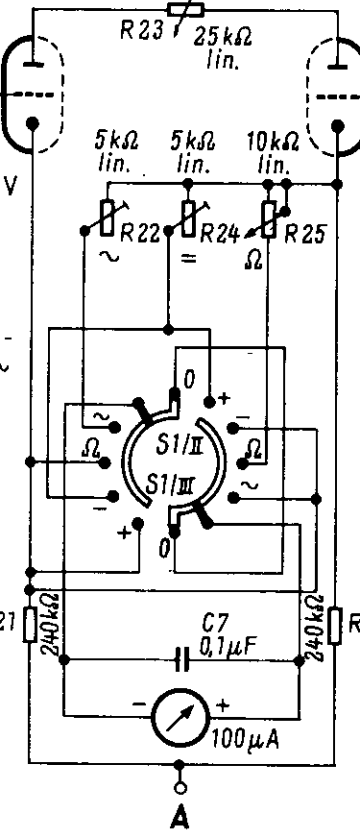 R23 25kΩ
lin.
5kΩ 5kΩ 10kΩ
lin. lin. lin.
V
R22 R24 R25
~ = Ω
-
~
0
~ + -
Ω S1/II Ω
S1/III
- ~
+ 0
21 240kΩ C7 240kΩ R
0,1µF
- +
100µA
A